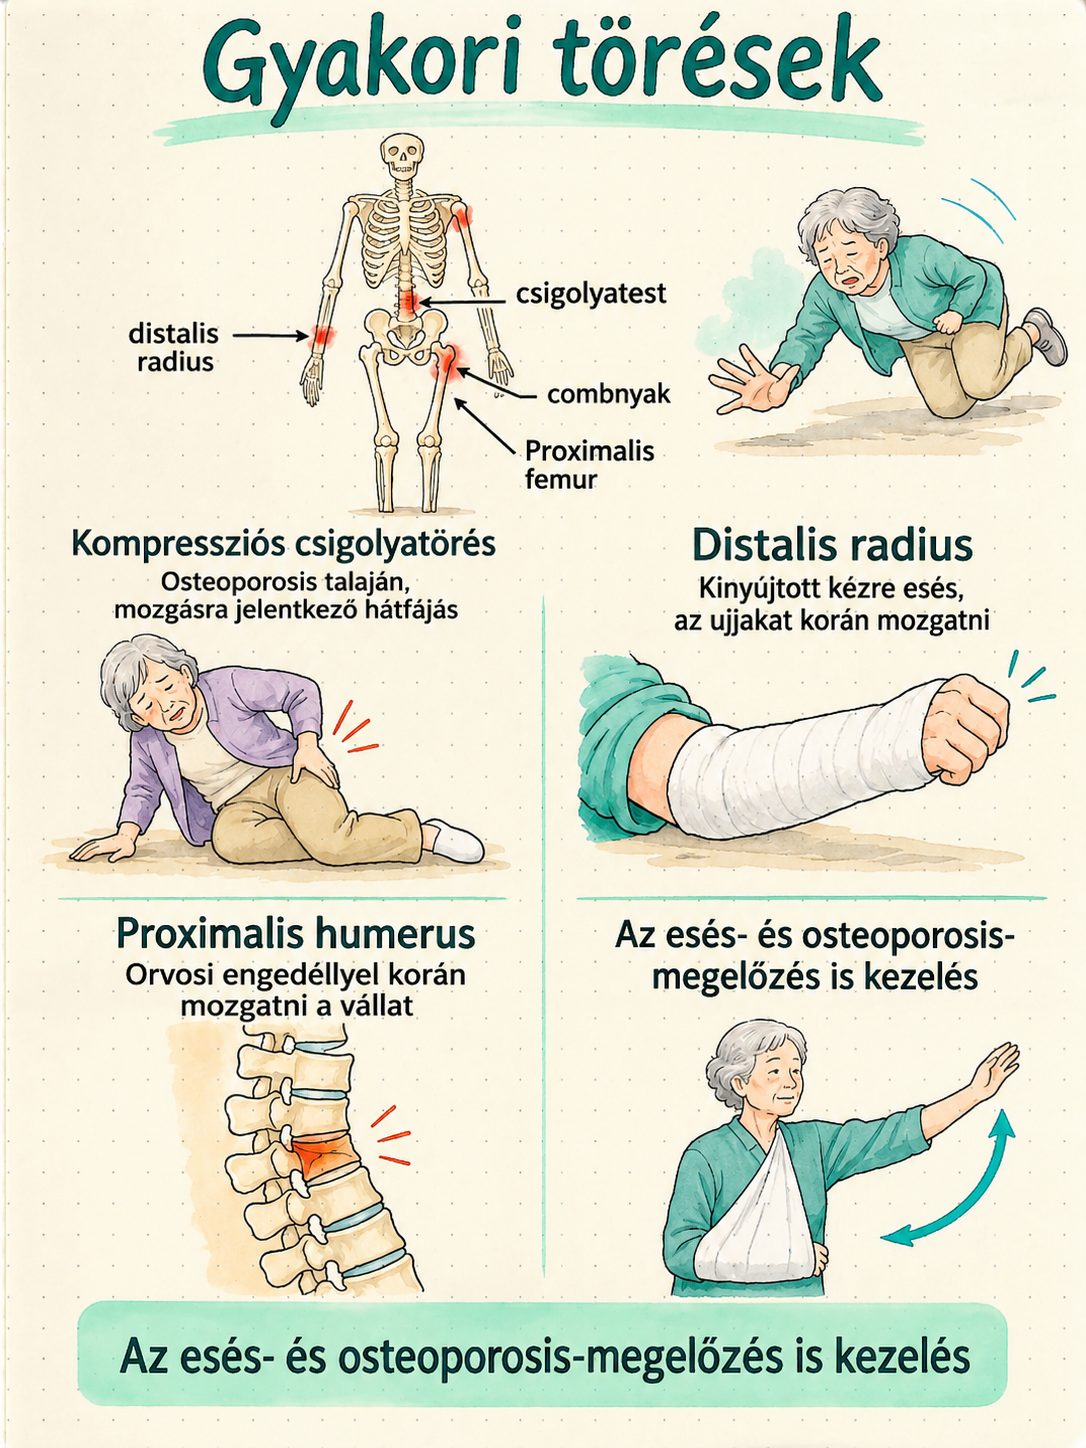 Gyakori törések
csigolyatest
distalis
radius
combnyak
Proximalis
femur
Kompressziós csigolyatörés
Osteoporosis talaján,
mozgásra jelentkező hátfájás
Distalis radius
Kinyújtott kézre esés,
az ujjakat korán mozgatni
Proximalis humerus
Orvosi engedéllyel korán
mozgatni a vállat
Az esés- és osteoporosis-
megelőzés is kezelés
Az esés- és osteoporosis-megelőzés is kezelés